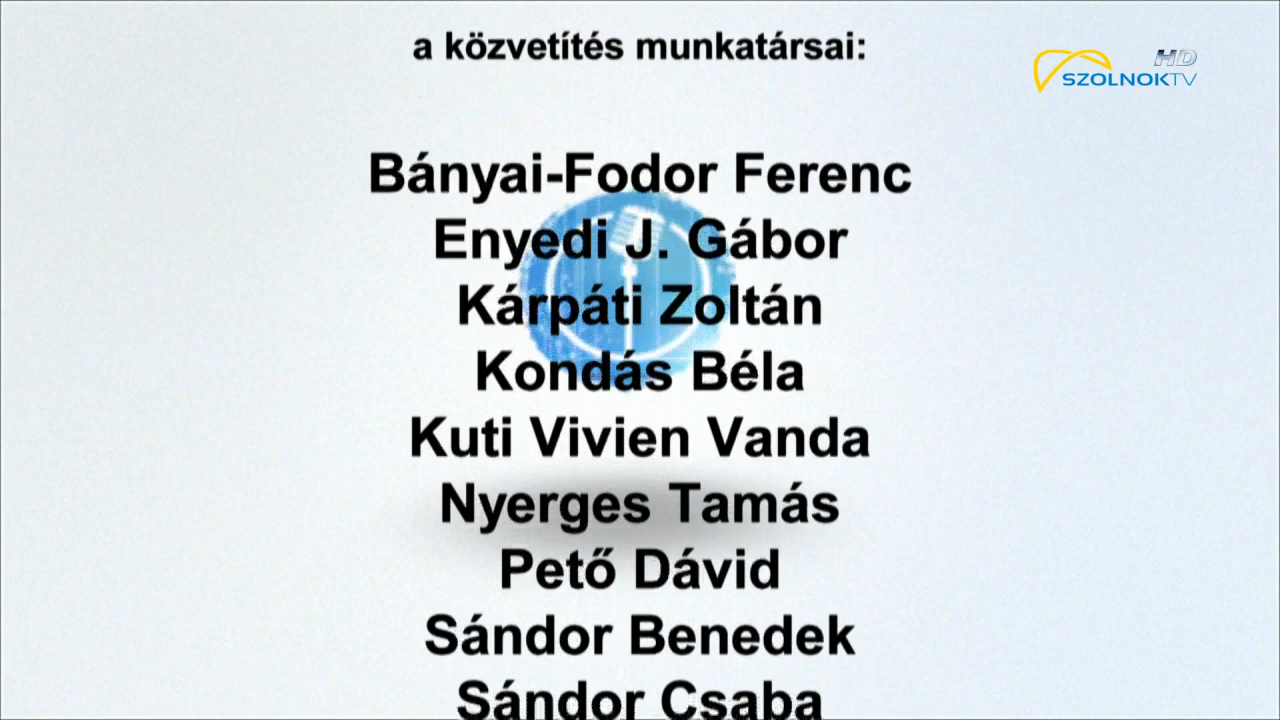 a közvetítés munkatársai:
HD
SZOLNOKTV
Bányai-Fodor Ferenc
Enyedi J. Gábor
Kárpáti Zoltán
Kondás Béla
Kuti Vivien Vanda
Nyerges Tamás
Pető Dávid
Sándor Benedek
Sándor Csaba